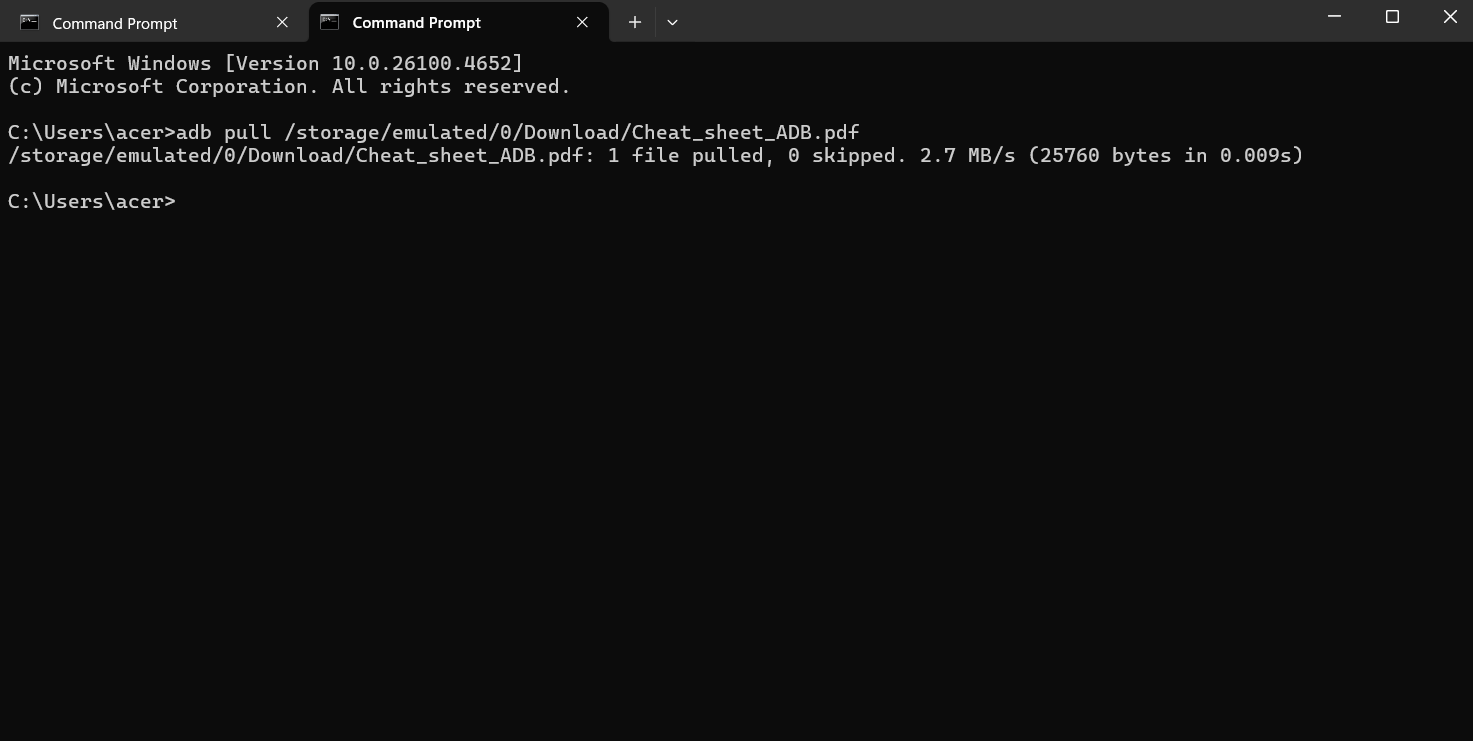 Command Prompt
Command Prompt
Microsoft Windows [Version 10.0.26100.4652]
(c) Microsoft Corporation. All rights reserved.
C:\Users\acer>adb pull /storage/emulated/0/Download/Cheat_sheet_ADB.pdf
/storage/emulated/0/Download/Cheat_sheet_ADB.pdf: 1 file pulled, 0 skipped. 2.7 MB/s (25760 bytes in 0.009s)
C:\Users\acer>